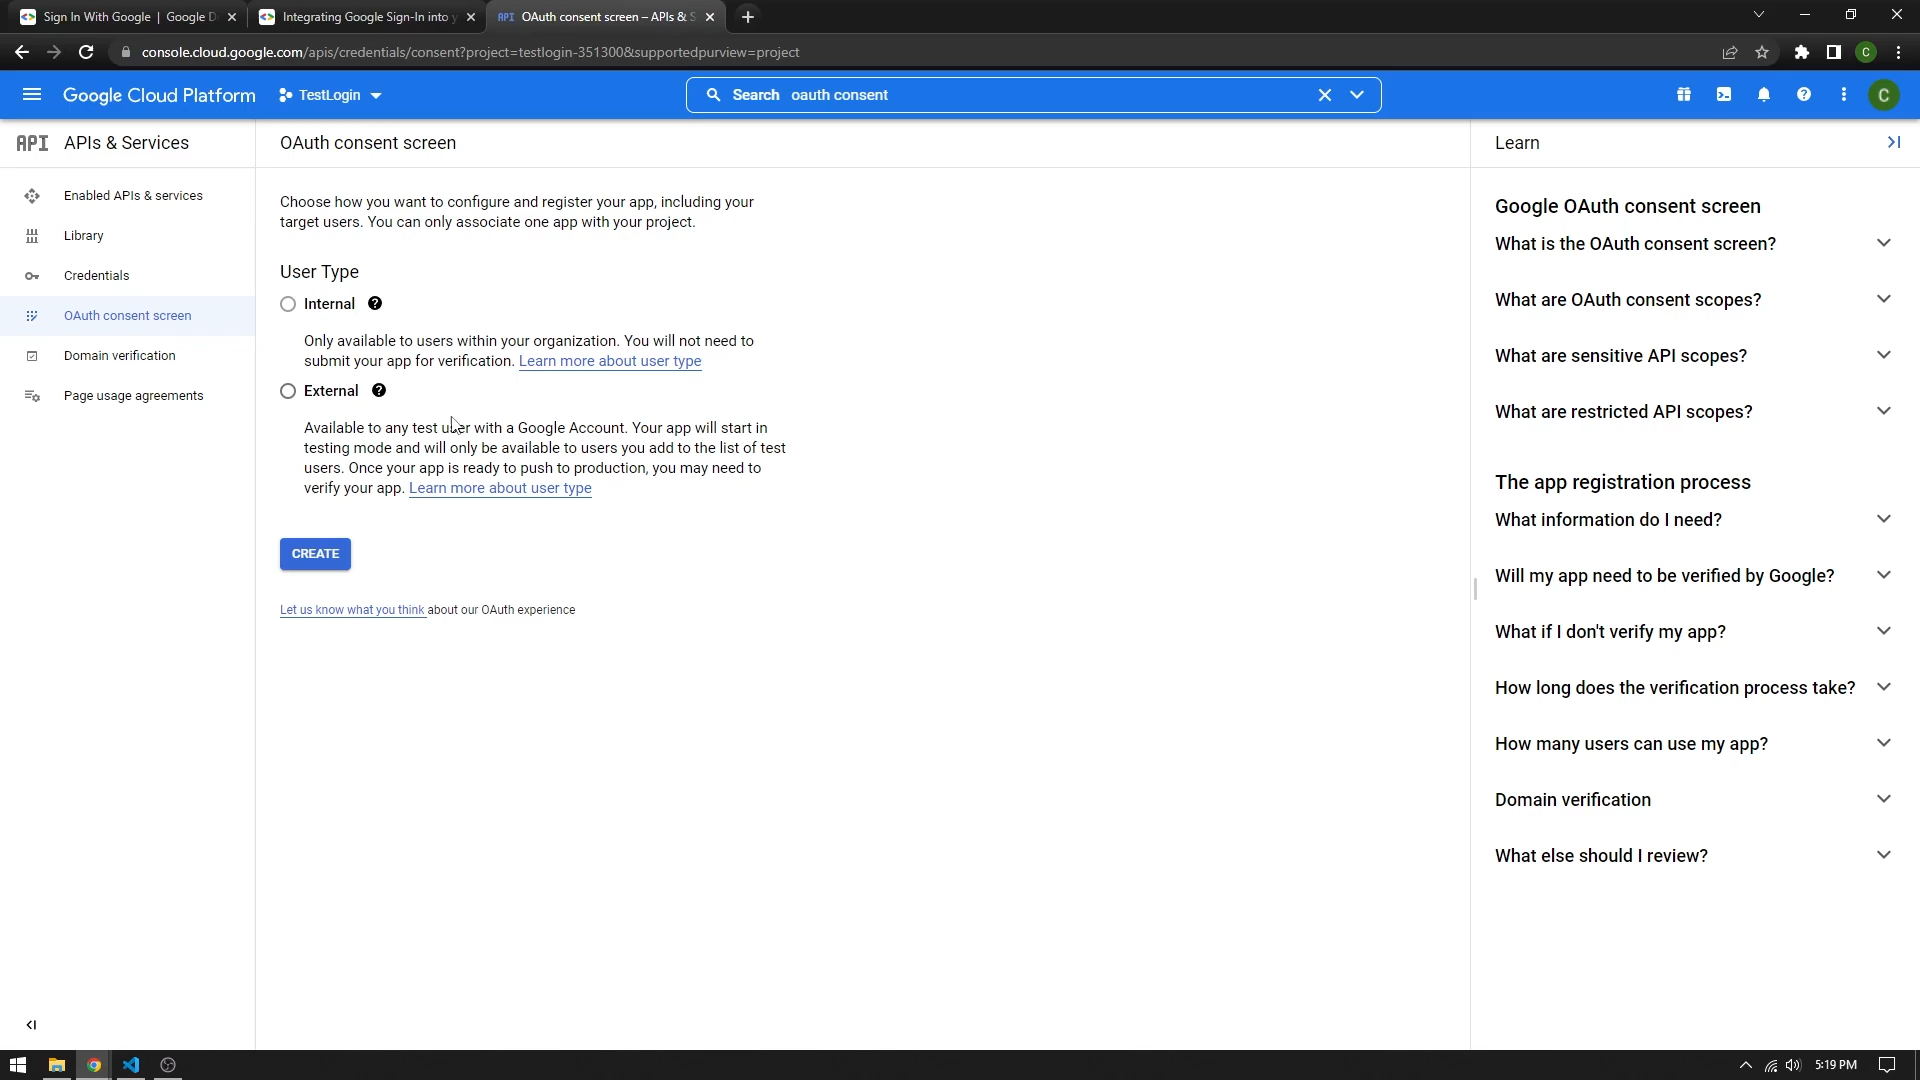 Sign In With Google | Google D
Integrating Google Sign-In into y
API OAuth consent screen – APIs & S
console.cloud.google.com/apis/credentials/consent?project=testlogin-351300&supportedpurview=project
C
Google Cloud Platform
TestLogin
Search oauth consent
C
API APIs & Services
OAuth consent screen
Learn
Enabled APIs & services
Library
Credentials
OAuth consent screen
Domain verification
Page usage agreements
Choose how you want to configure and register your app, including your
target users. You can only associate one app with your project.
User Type
Internal
Only available to users within your organization. You will not need to
submit your app for verification. Learn more about user type
External
Available to any test user with a Google Account. Your app will start in
testing mode and will only be available to users you add to the list of test
users. Once your app is ready to push to production, you may need to
verify your app. Learn more about user type
CREATE
Let us know what you think about our OAuth experience
Google OAuth consent screen
What is the OAuth consent screen?
What are OAuth consent scopes?
What are sensitive API scopes?
What are restricted API scopes?
The app registration process
What information do I need?
Will my app need to be verified by Google?
What if I don't verify my app?
How long does the verification process take?
How many users can use my app?
Domain verification
What else should I review?
5:19 PM